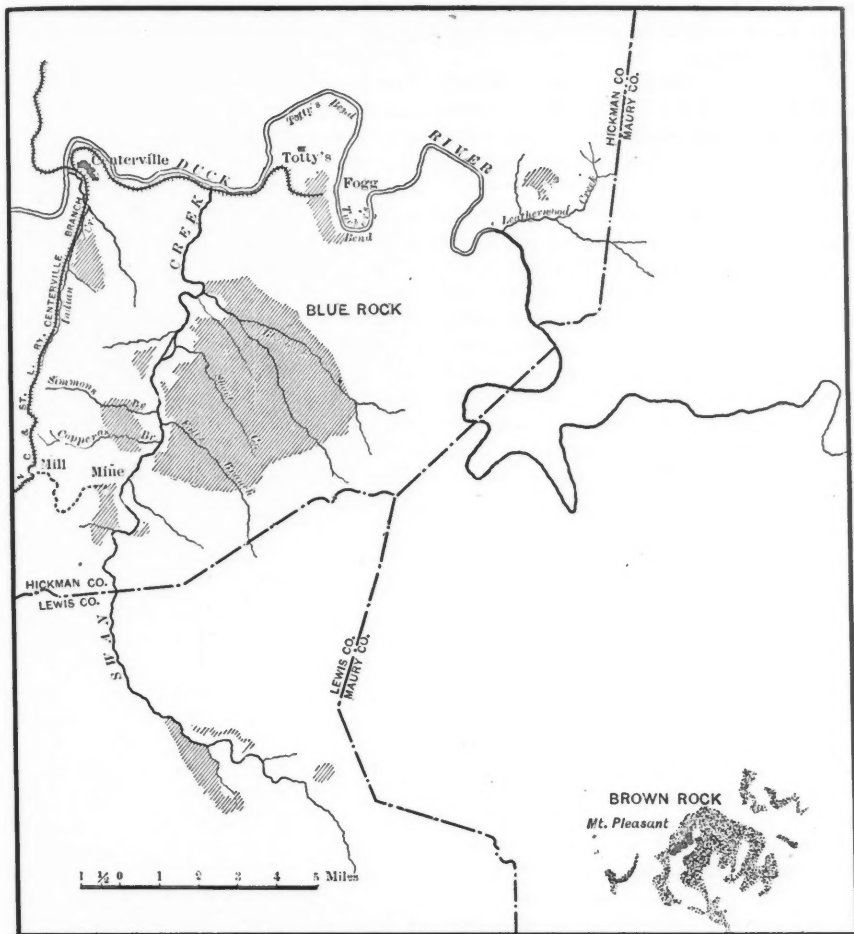 HICKMAN CO.
MAURY CO.
Totty's Bend
Centerville
DUCK
RIVER
Totty's
Fogg
Bend
Leatherwood Creek
CREEK
N. C. & ST. L. RY. CENTERVILLE BRANCH
Indian Cr.
BLUE ROCK
Simmons Br
Copperas Br
Branch
Mill
Mine
HICKMAN CO.
LEWIS CO.
SWAN
LEWIS CO.
MAURY CO.
BROWN ROCK
Mt. Pleasant
1 ½ 0 1 2 3 4 5 Miles